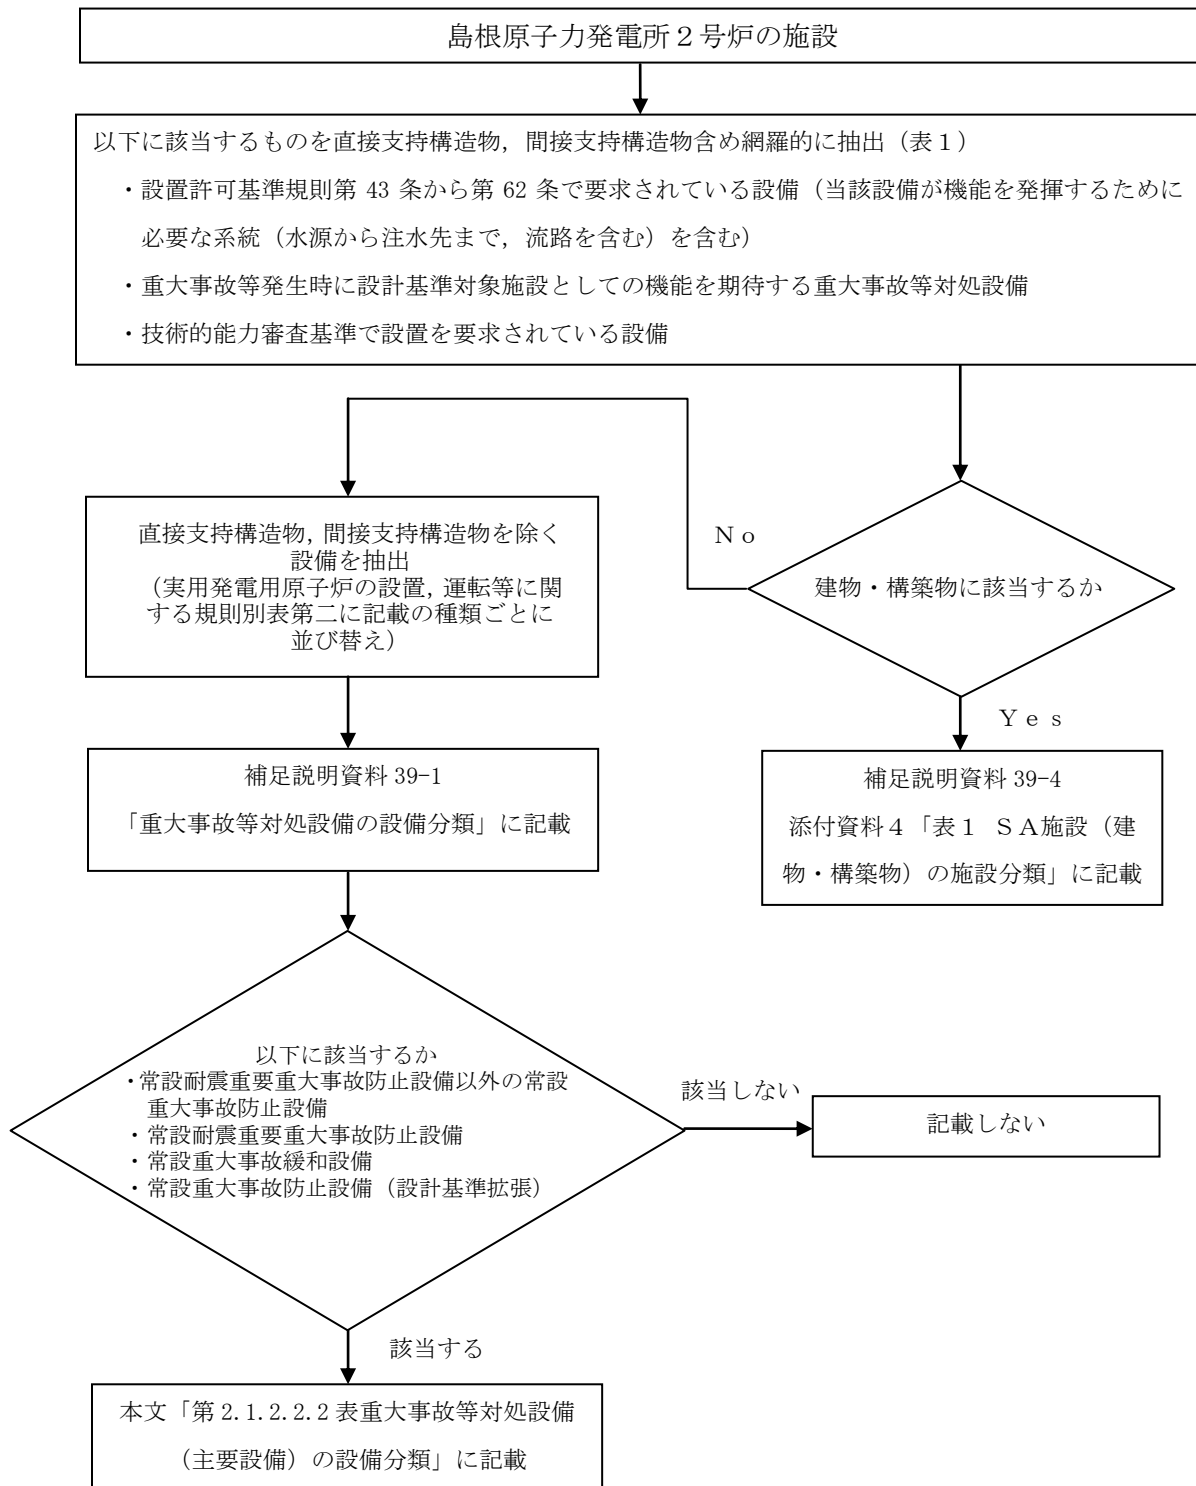 島根原子力発電所２号炉の施設
以下に該当するものを直接支持構造物，間接支持構造物含め網羅的に抽出（表１）
・設置許可基準規則第 43 条から第 62 条で要求されている設備（当該設備が機能を発揮するために
必要な系統（水源から注水先まで，流路を含む）を含む）
・重大事故等発生時に設計基準対象施設としての機能を期待する重大事故等対処設備
・技術的能力審査基準で設置を要求されている設備
Ｎｏ
建物・構築物に該当するか
Ｙｅｓ
直接支持構造物，間接支持構造物を除く
設備を抽出
（実用発電用原子炉の設置，運転等に関
する規則別表第二に記載の種類ごとに
並び替え）
補足説明資料 39-1
「重大事故等対処設備の設備分類」に記載
補足説明資料 39-4
添付資料４「表１ ＳＡ施設（建
物・構築物）の施設分類」に記載
以下に該当するか
・常設耐震重要重大事故防止設備以外の常設
重大事故防止設備
・常設耐震重要重大事故防止設備
・常設重大事故緩和設備
・常設重大事故防止設備（設計基準拡張）
該当しない
記載しない
該当する
本文「第 2.1.2.2.2 表重大事故等対処設備
（主要設備）の設備分類」に記載